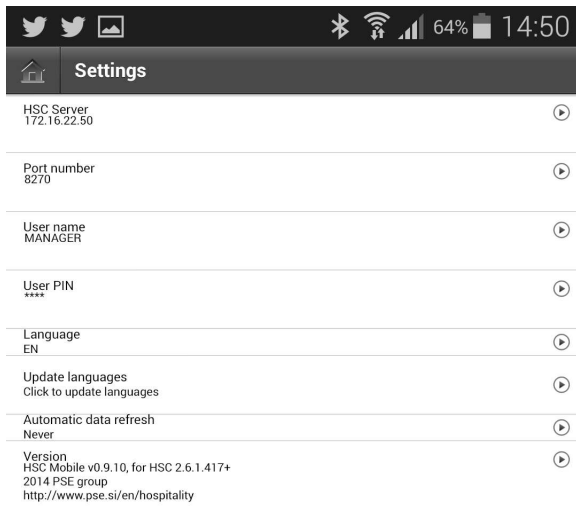 64% 14:50
Settings
HSC Server
172.16.22.50
Port number
8270
User name
MANAGER
User PIN
****
Language
EN
Update languages
Click to update languages
Automatic data refresh
Never
Version
HSC Mobile v0.9.10, for HSC 2.6.1.417+
2014 PSE group
http://www.pse.si/en/hospitality